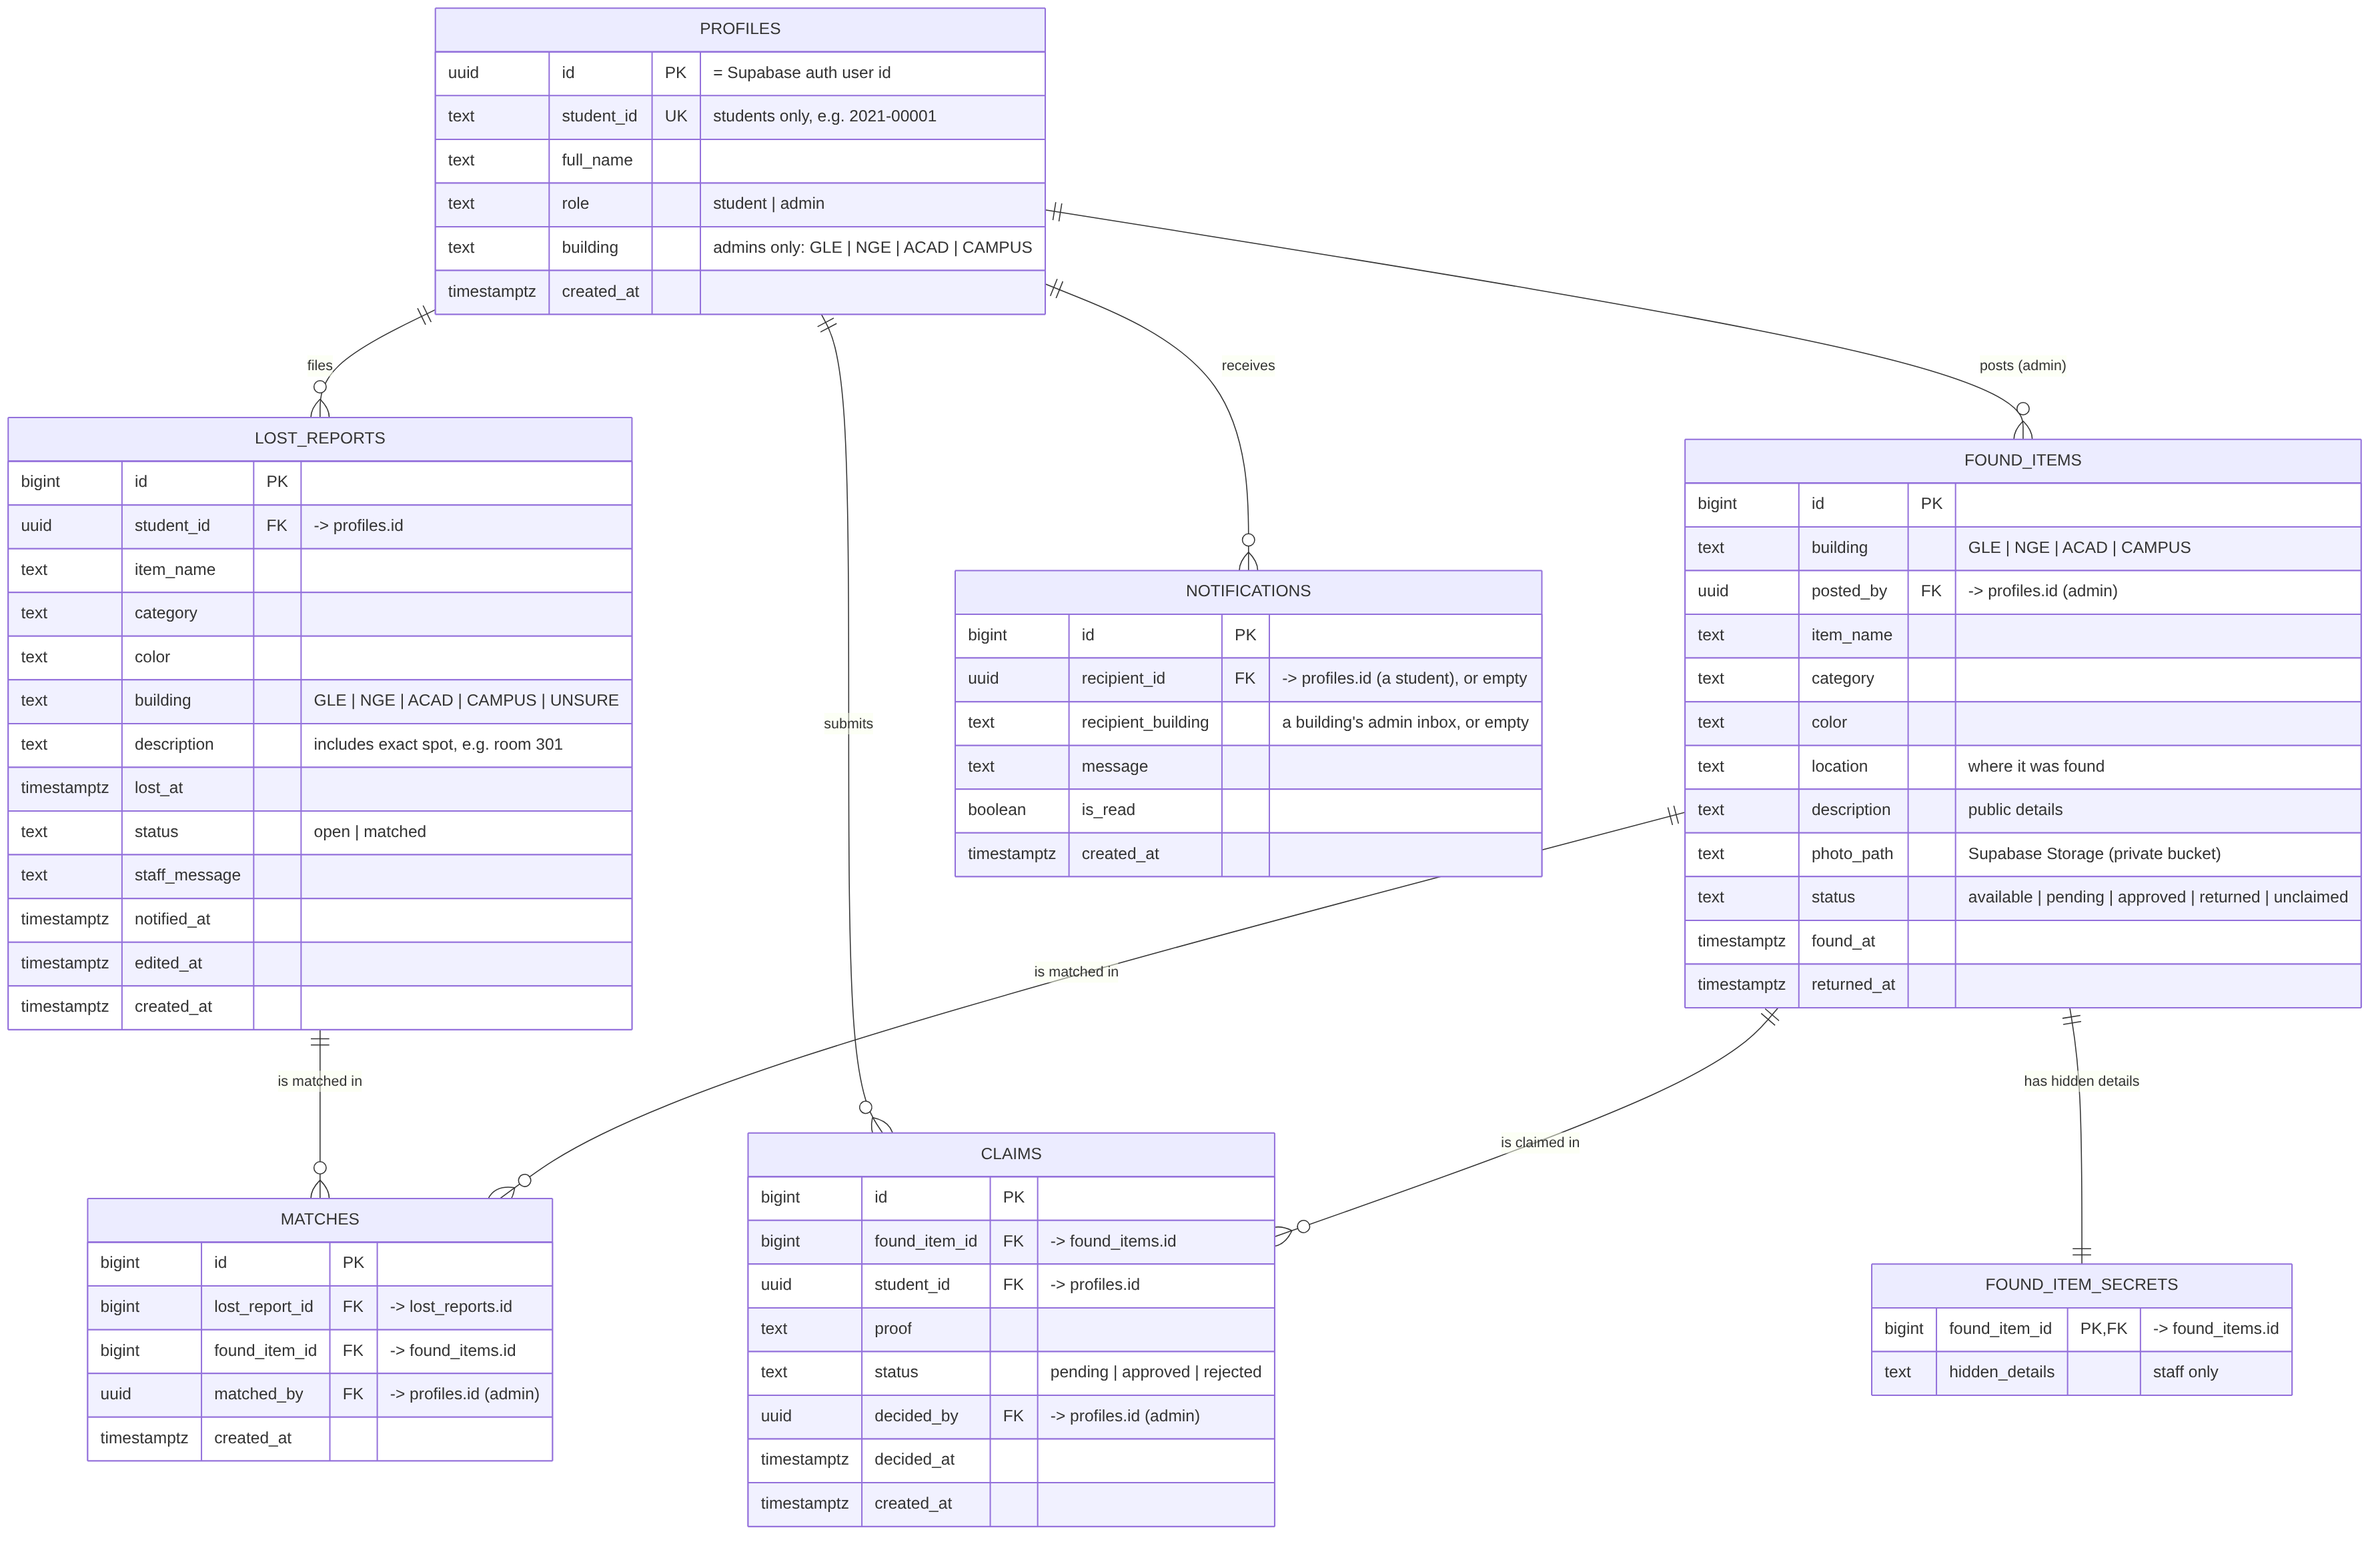 PROFILES
uuid id PK = Supabase auth user id
text student_id UK students only, e.g. 2021-00001
text full_name
text role student | admin
text building admins only: GLE | NGE | ACAD | CAMPUS
timestamptz created_at
files
receives
posts (admin)
LOST_REPORTS
bigint id PK
uuid student_id FK -> profiles.id
text item_name
text category
text color
text building GLE | NGE | ACAD | CAMPUS | UNSURE
text description includes exact spot, e.g. room 301
timestamptz lost_at
text status open | matched
text staff_message
timestamptz notified_at
timestamptz edited_at
timestamptz created_at
submits
NOTIFICATIONS
bigint id PK
uuid recipient_id FK -> profiles.id (a student), or empty
text recipient_building a building's admin inbox, or empty
text message
boolean is_read
timestamptz created_at
FOUND_ITEMS
bigint id PK
text building GLE | NGE | ACAD | CAMPUS
uuid posted_by FK -> profiles.id (admin)
text item_name
text category
text color
text location where it was found
text description public details
text photo_path Supabase Storage (private bucket)
text status available | pending | approved | returned | unclaimed
timestamptz found_at
timestamptz returned_at
is matched in
is matched in
has hidden details
is claimed in
MATCHES
bigint id PK
bigint lost_report_id FK -> lost_reports.id
bigint found_item_id FK -> found_items.id
uuid matched_by FK -> profiles.id (admin)
timestamptz created_at
CLAIMS
bigint id PK
bigint found_item_id FK -> found_items.id
uuid student_id FK -> profiles.id
text proof
text status pending | approved | rejected
uuid decided_by FK -> profiles.id (admin)
timestamptz decided_at
timestamptz created_at
FOUND_ITEM_SECRETS
bigint found_item_id PK,FK -> found_items.id
text hidden_details staff only